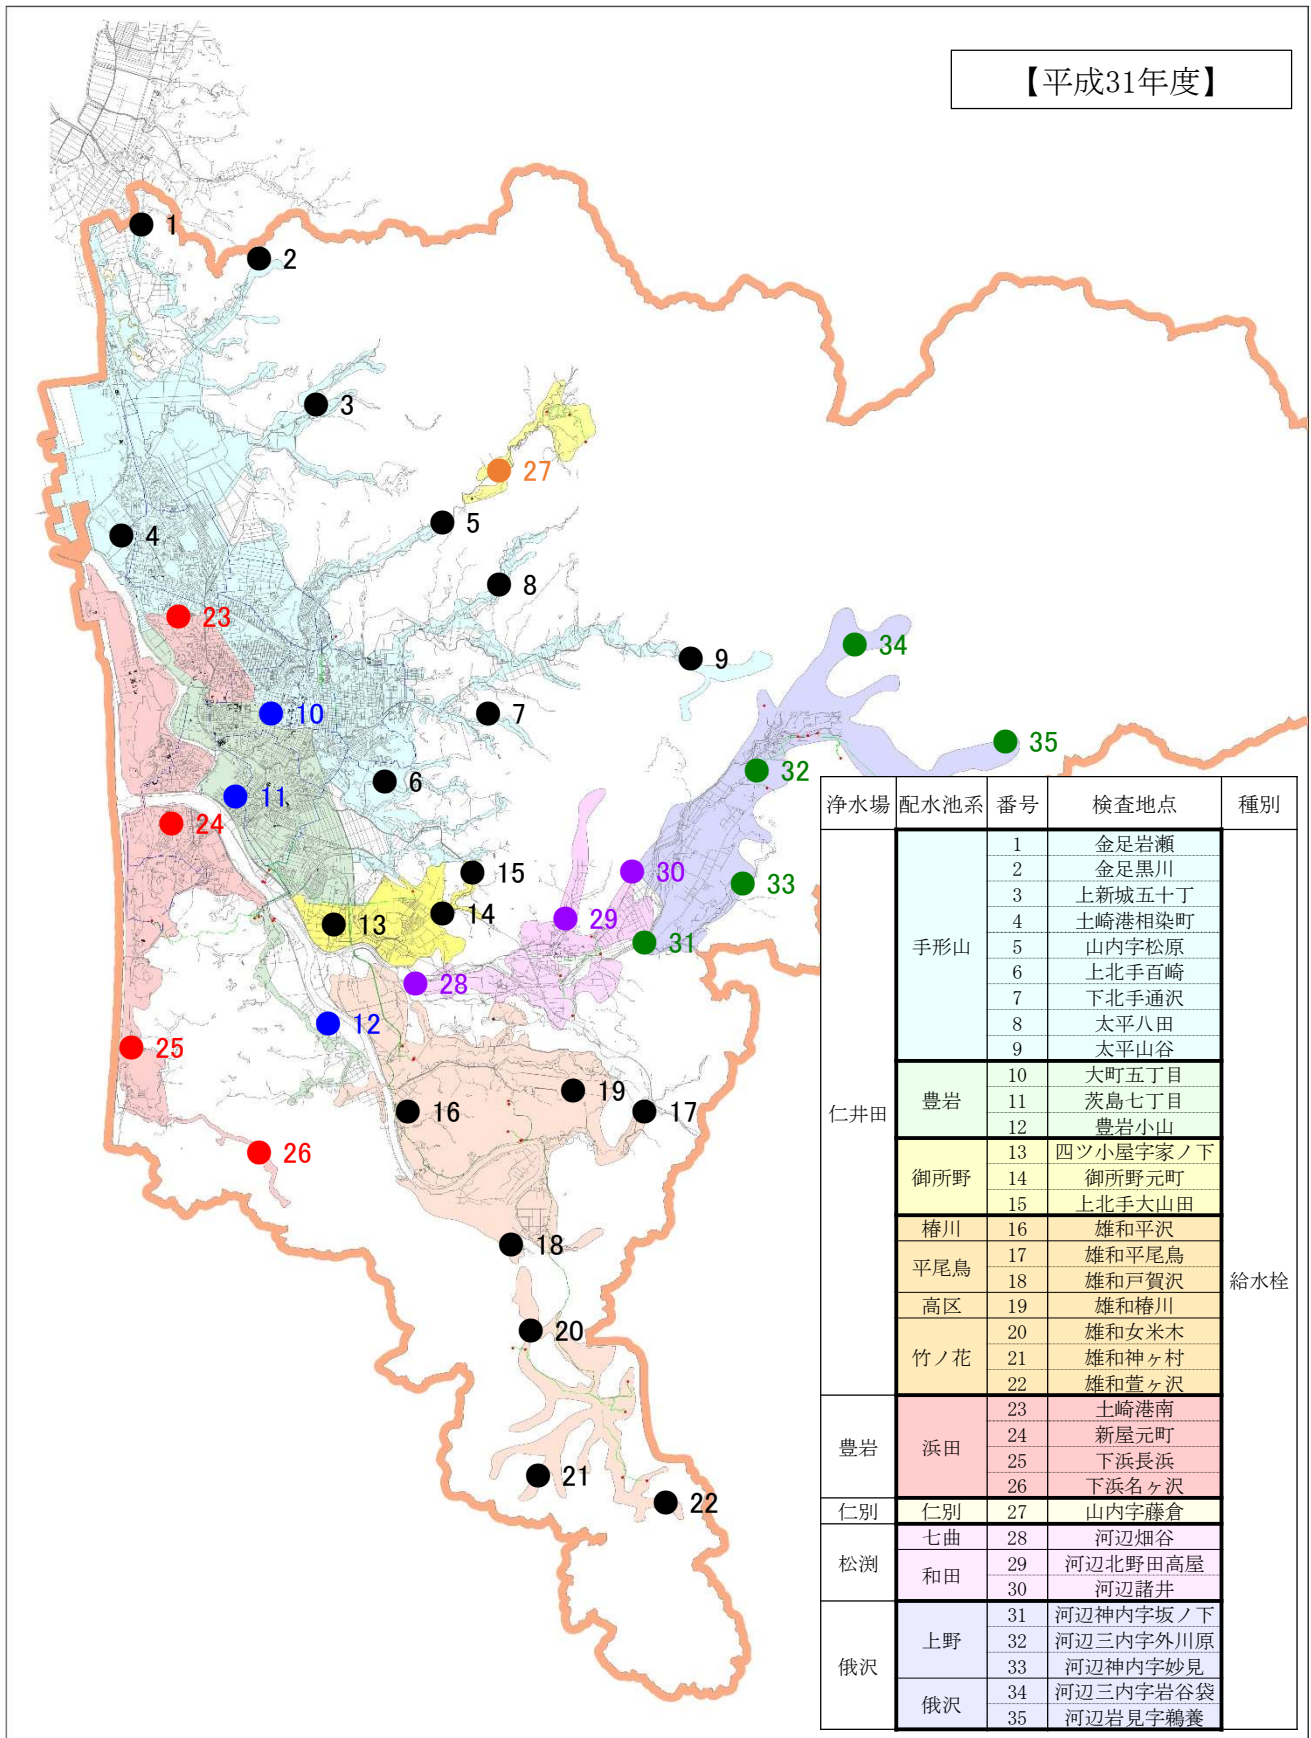 【平成31年度】
1
2
3
27
5
4
8
23
34
9
10
7
35
32
6
11
24
15
30
33
14
29
13
31
28
12
25
19
16
17
26
18
20
21
22
浄水場 配水池系 番号 検査地点 種別
仁井田 手形山 1 金足岩瀬 給水栓
2 金足黒川
3 上新城五十丁
4 土崎港相染町
5 山内字松原
6 上北手百崎
7 下北手通沢
8 太平八田
9 太平山谷
豊岩 10 大町五丁目
11 茨島七丁目
12 豊岩小山
御所野 13 四ツ小屋字家ノ下
14 御所野元町
15 上北手大山田
椿川 16 雄和平沢
平尾鳥 17 雄和平尾鳥
18 雄和戸賀沢
高区 19 雄和椿川
竹ノ花 20 雄和女米木
21 雄和神ヶ村
22 雄和萱ヶ沢
豊岩 浜田 23 土崎港南
24 新屋元町
25 下浜長浜
26 下浜名ヶ沢
仁別 仁別 27 山内字藤倉
松渕 七曲 28 河辺畑谷
和田 29 河辺北野田高屋
30 河辺諸井
俄沢 上野 31 河辺神内字坂ノ下
32 河辺三内字外川原
33 河辺神内字妙見
俄沢 34 河辺三内字岩谷袋
35 河辺岩見字鵜養